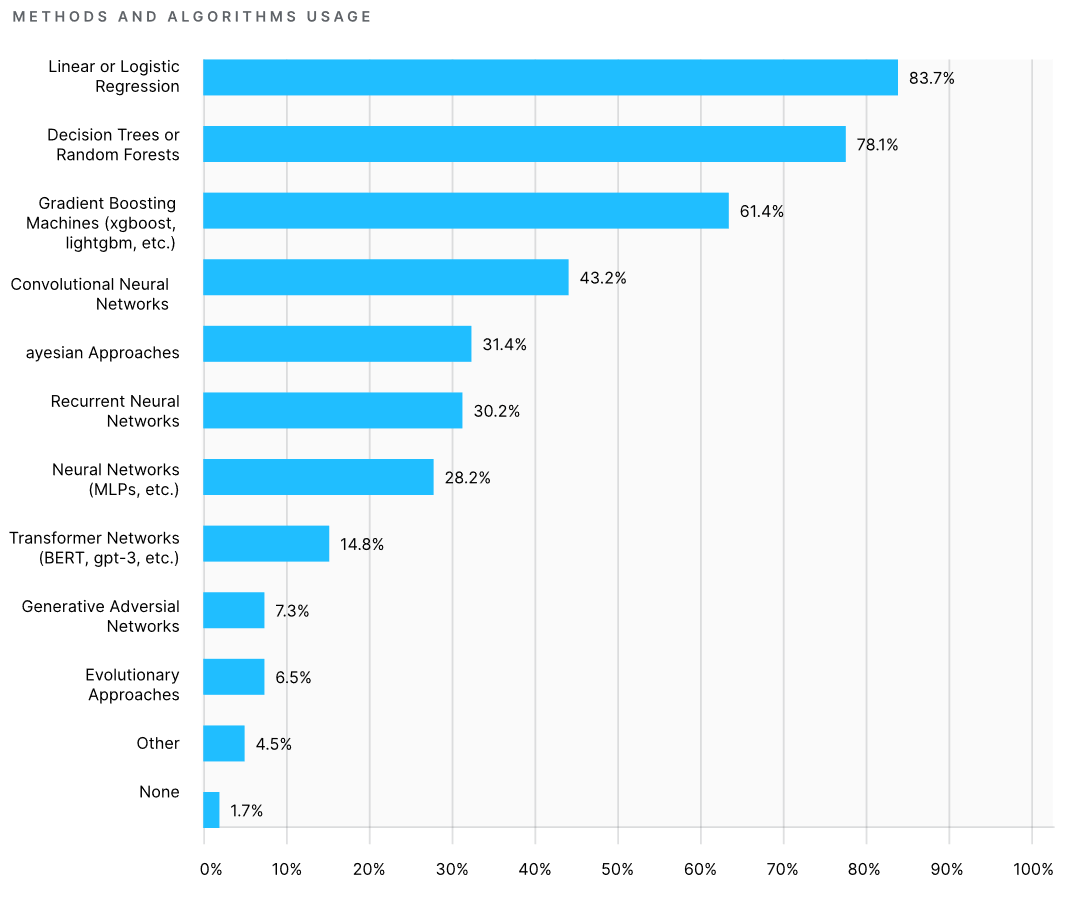 METHODS AND ALGORITHMS USAGE
Linear or Logistic
Regression
83.7%
Decision Trees or
Random Forests
78.1%
Gradient Boosting
Machines (xgboost,
lightgbm, etc.)
61.4%
Convolutional Neural
Networks
43.2%
ayesian Approaches
31.4%
Recurrent Neural
Networks
30.2%
Neural Networks
(MLPs, etc.)
28.2%
Transformer Networks
(BERT, gpt-3, etc.)
14.8%
Generative Adversial
Networks
7.3%
Evolutionary
Approaches
6.5%
Other
4.5%
None
1.7%
0% 10% 20% 30% 40% 50% 60% 70% 80% 90% 100%